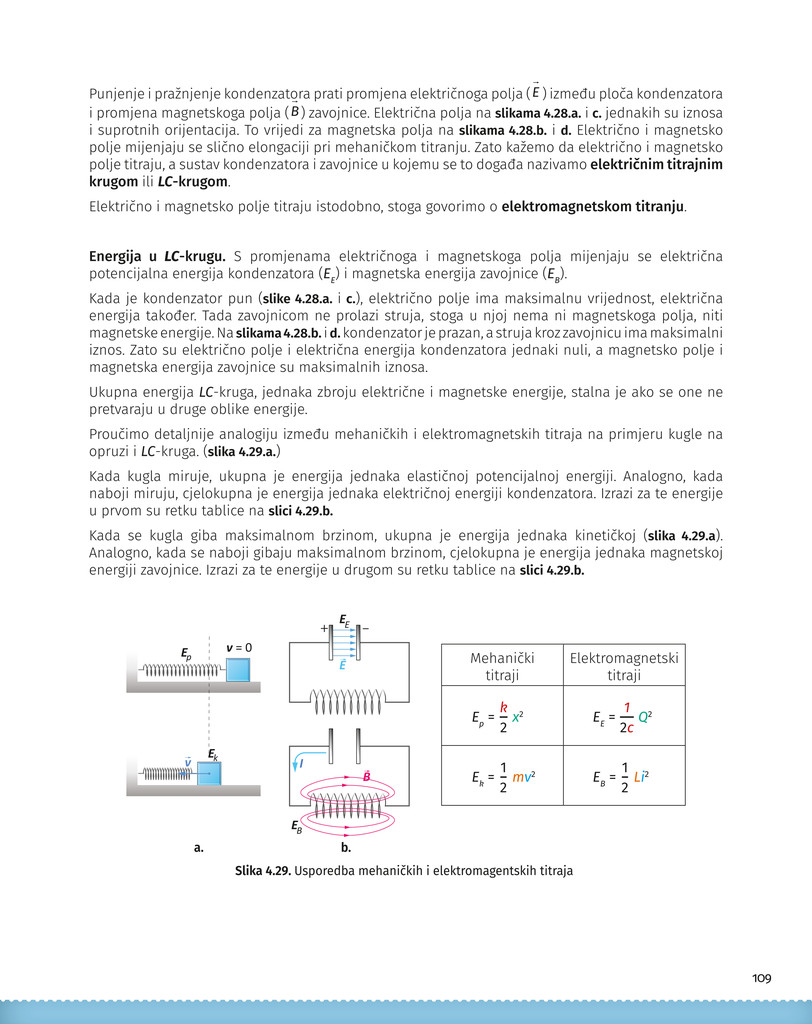 Punjenje i pražnjenje kondenzatora prati promjena električnoga polja (E⃗) između ploča kondenzatora
i promjena magnetskoga polja (B⃗) zavojnice. Električna polja na slikama 4.28.a. i c. jednakih su iznosa
i suprotnih orijentacija. To vrijedi za magnetska polja na slikama 4.28.b. i d. Električno i magnetsko
polje mijenjaju se slično elongaciji pri mehaničkom titranju. Zato kažemo da električno i magnetsko
polje titraju, a sustav kondenzatora i zavojnice u kojemu se to događa nazivamo električnim titrajnim
krugom ili LC-krugom.
Električno i magnetsko polje titraju istodobno, stoga govorimo o elektromagnetskom titranju.
Energija u LC-krugu. S promjenama električnoga i magnetskoga polja mijenjaju se električna
potencijalna energija kondenzatora (E_E) i magnetska energija zavojnice (E_B).
Kada je kondenzator pun (slike 4.28.a. i c.), električno polje ima maksimalnu vrijednost, električna
energija također. Tada zavojnicom ne prolazi struja, stoga u njoj nema ni magnetskoga polja, niti
magnetske energije. Na slikama 4.28.b. i d. kondenzator je prazan, a struja kroz zavojnicu ima maksimalni
iznos. Zato su električno polje i električna energija kondenzatora jednaki nuli, a magnetsko polje i
magnetska energija zavojnice su maksimalnih iznosa.
Ukupna energija LC-kruga, jednaka zbroju električne i magnetske energije, stalna je ako se one ne
pretvaraju u druge oblike energije.
Proučimo detaljnije analogiju između mehaničkih i elektromagnetskih titraja na primjeru kugle na
opruzi i LC-kruga. (slika 4.29.a.)
Kada kugla miruje, ukupna je energija jednaka elastičnoj potencijalnoj energiji. Analogno, kada
naboji miruju, cjelokupna je energija jednaka električnoj energiji kondenzatora. Izrazi za te energije
u prvom su retku tablice na slici 4.29.b.
Kada se kugla giba maksimalnom brzinom, ukupna je energija jednaka kinetičkoj (slika 4.29.a).
Analogno, kada se naboji gibaju maksimalnom brzinom, cjelokupna je energija jednaka magnetskoj
energiji zavojnice. Izrazi za te energije u drugom su retku tablice na slici 4.29.b.
E_p
v = 0
v⃗
E_k
a.
+ E_E −
E⃗
I
B⃗
E_B
b.
Mehanički titraji
Elektromagnetski titraji
E_p = k/2 x²
E_E = 1/2c Q²
E_k = 1/2 mv²
E_B = 1/2 Li²
Slika 4.29. Usporedba mehaničkih i elektromagentskih titraja
109